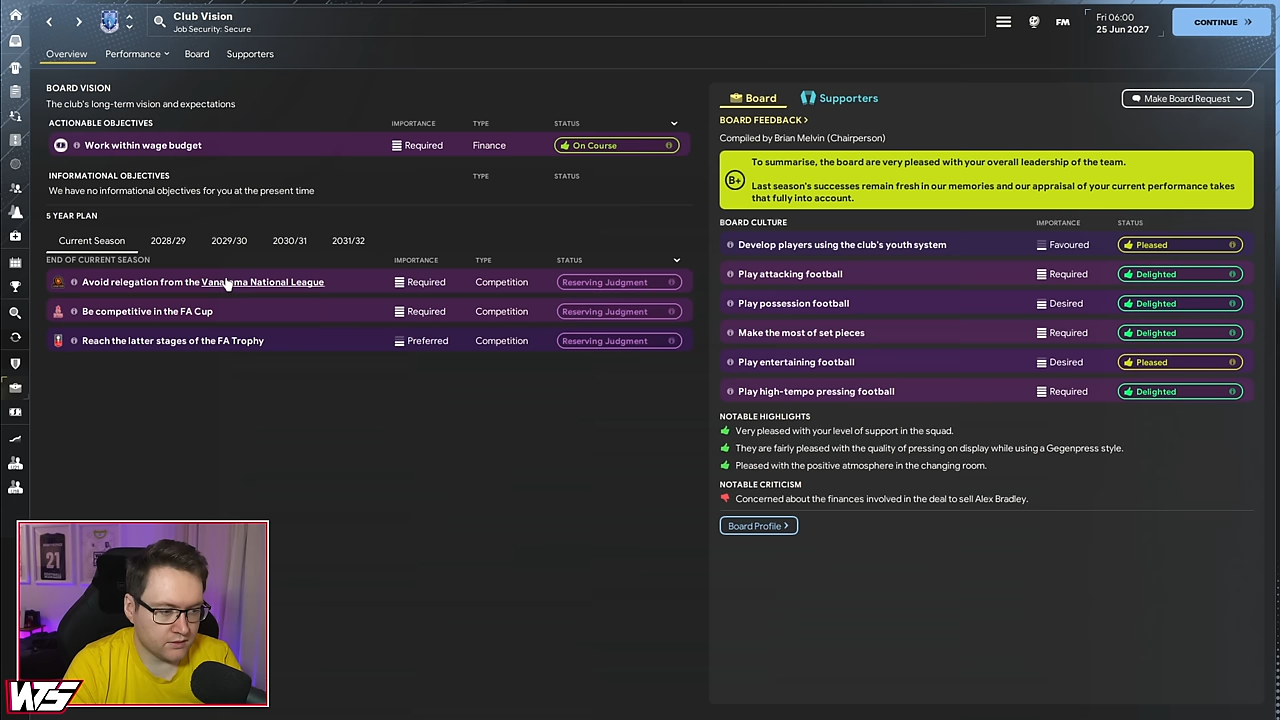 Club Vision
Job Security: Secure
FM
Fri 06:00
25 Jun 2027
CONTINUE
Overview
Performance
Board
Supporters
BOARD VISION
The club's long-term vision and expectations
ACTIONABLE OBJECTIVES IMPORTANCE TYPE STATUS
Work within wage budget Required Finance On Course
INFORMATIONAL OBJECTIVES TYPE STATUS
We have no informational objectives for you at the present time
5 YEAR PLAN
Current Season 2028/29 2029/30 2030/31 2031/32
END OF CURRENT SEASON IMPORTANCE TYPE STATUS
Avoid relegation from the Vanarama National League Required Competition Reserving Judgment
Be competitive in the FA Cup Required Competition Reserving Judgment
Reach the latter stages of the FA Trophy Preferred Competition Reserving Judgment
Board Supporters Make Board Request
BOARD FEEDBACK >
Compiled by Brian Melvin (Chairperson)
B+
To summarise, the board are very pleased with your overall leadership of the team.
Last season's successes remain fresh in our memories and our appraisal of your current performance takes
that fully into account.
BOARD CULTURE IMPORTANCE STATUS
Develop players using the club's youth system Favoured Pleased
Play attacking football Required Delighted
Play possession football Desired Delighted
Make the most of set pieces Required Delighted
Play entertaining football Desired Pleased
Play high-tempo pressing football Required Delighted
NOTABLE HIGHLIGHTS
Very pleased with your level of support in the squad.
They are fairly pleased with the quality of pressing on display while using a Gegenpress style.
Pleased with the positive atmosphere in the changing room.
NOTABLE CRITICISM
Concerned about the finances involved in the deal to sell Alex Bradley.
Board Profile >
21
WTS